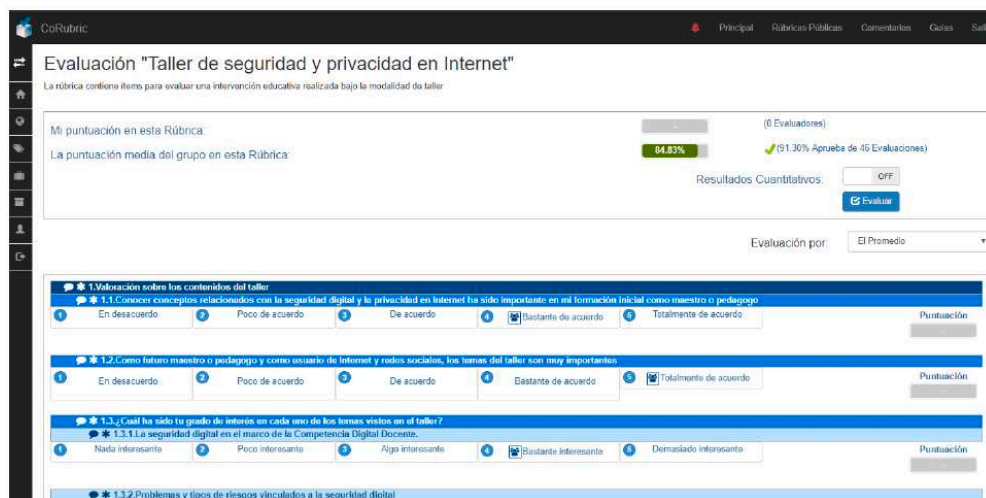 CoRubric Principal Rúbricas Públicas Comentarios Guías
Evaluación "Taller de seguridad y privacidad en Internet"
La rúbrica contiene items para evaluar una intervención educativa realizada bajo la modalidad de taller
Mi puntuación en esta Rúbrica: - (0 Evaluadores)
La puntuación media del grupo en esta Rúbrica: 84.83% (91.30% Aprueba de 46 Evaluaciones)
Resultados Cuantitativos: OFF
Evaluar
Evaluación por: El Promedio
1.Valoración sobre los contenidos del taller
1.1.Conocer conceptos relacionados con la seguridad digital y la privacidad en internet ha sido importante en mi formación inicial como maestro o pedagogo
1 En desacuerdo 2 Poco de acuerdo 3 De acuerdo 4 Bastante de acuerdo 5 Totalmente de acuerdo Puntuación
-
1.2.Como futuro maestro o pedagogo y como usuario de Internet y redes sociales, los temas del taller son muy importantes
1 En desacuerdo 2 Poco de acuerdo 3 De acuerdo 4 Bastante de acuerdo 5 Totalmente de acuerdo Puntuación
-
1.3.¿Cuál ha sido tu grado de interés en cada uno de los temas vistos en el taller?
1.3.1.La seguridad digital en el marco de la Competencia Digital Docente.
1 Nada interesante 2 Poco interesante 3 Algo interesante 4 Bastante interesante 5 Demasiado interesante Puntuación
-
1.3.2.Problemas y tipos de riesgos vinculados a la seguridad digital